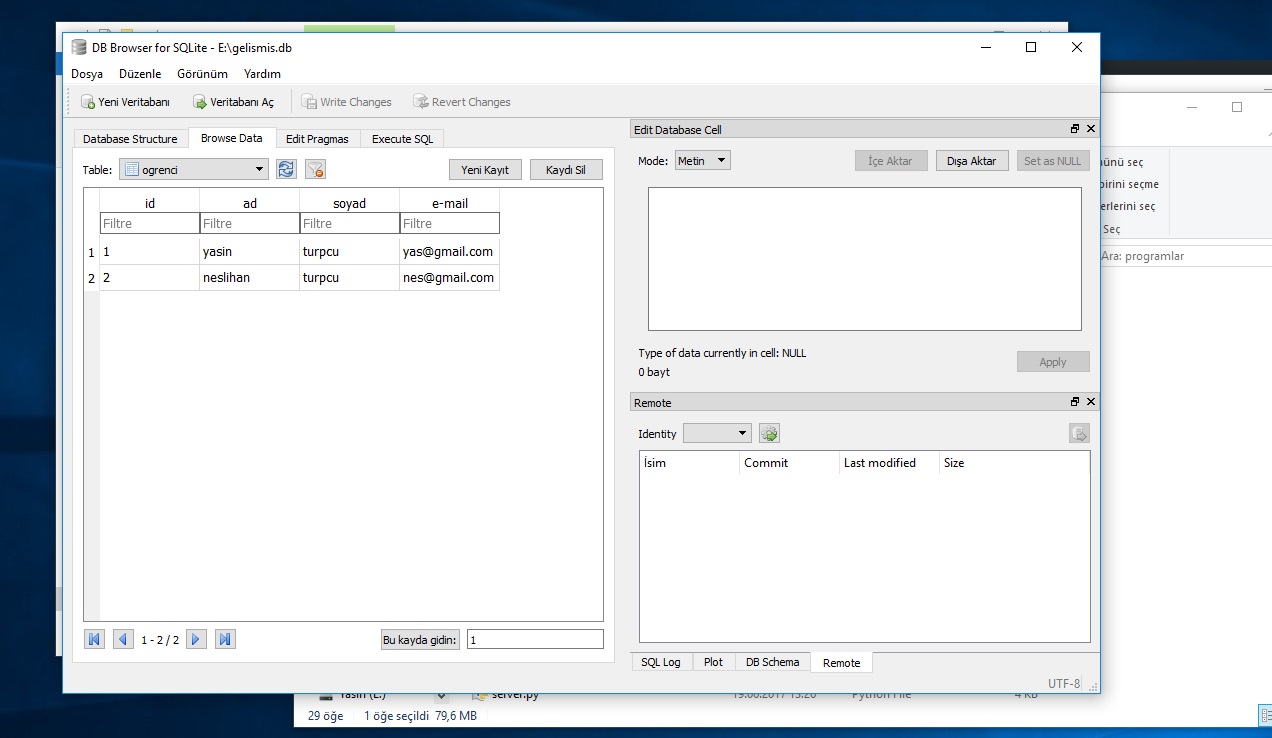 DB Browser for SQLite - E:\gelismis.db
Dosya Düzenle Görünüm Yardım
Yeni Veritabanı Veritabanı Aç Write Changes Revert Changes
Database Structure Browse Data Edit Pragmas Execute SQL
Table: ogrenci Yeni Kayıt Kaydı Sil
id ad soyad e-mail
Filtre Filtre Filtre Filtre
1 1 yasin turpcu yas@gmail.com
2 2 neslihan turpcu nes@gmail.com
1 - 2 / 2 Bu kayda gidin: 1
Edit Database Cell
Mode: Metin İçe Aktar Dışa Aktar Set as NULL
Type of data currently in cell: NULL
0 bayt
Apply
Remote
Identity
İsim Commit Last modified Size
SQL Log Plot DB Schema Remote
UTF-8
ünü seç
birini seçme
erlerini seç
Seç
Ara: programlar
Yasin (E:) server.py 19.06.2017 15:20 Python File 4 KB
29 öğe 1 öğe seçildi 79,6 MB